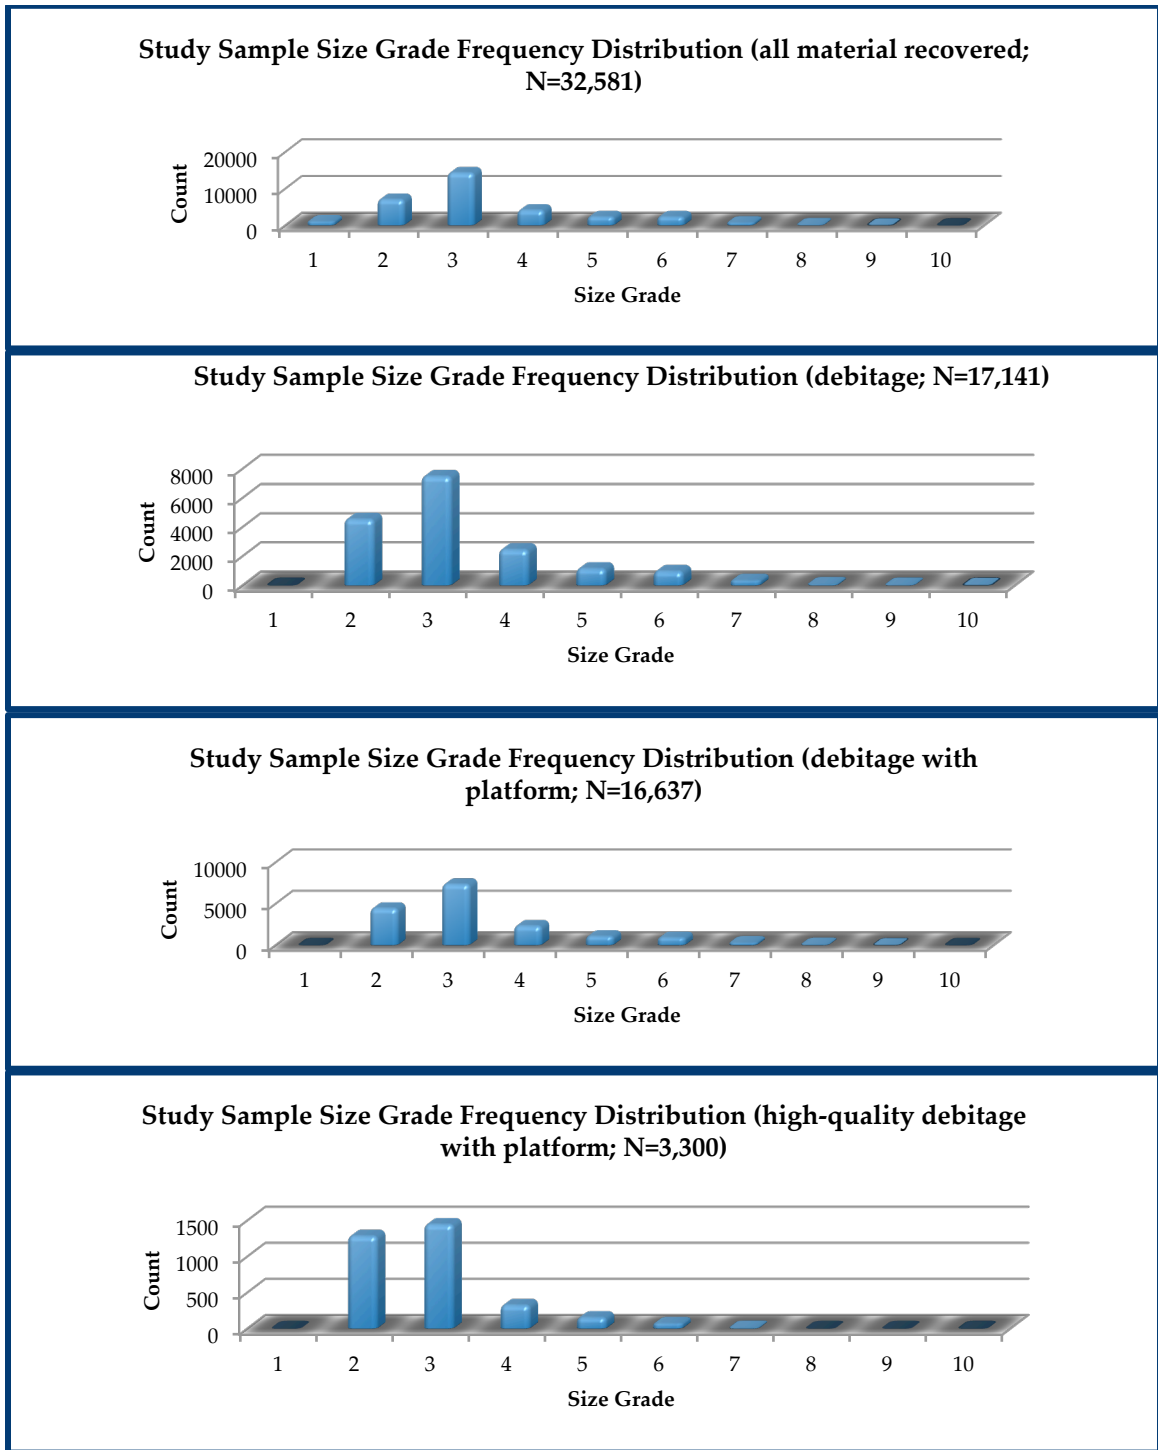 Study Sample Size Grade Frequency Distribution (all material recovered;
N=32,581)
20000
10000
0
Count
1 2 3 4 5 6 7 8 9 10
Size Grade
Study Sample Size Grade Frequency Distribution (debitage; N=17,141)
8000
6000
4000
2000
0
Count
1 2 3 4 5 6 7 8 9 10
Size Grade
Study Sample Size Grade Frequency Distribution (debitage with
platform; N=16,637)
10000
5000
0
Count
1 2 3 4 5 6 7 8 9 10
Size Grade
Study Sample Size Grade Frequency Distribution (high-quality debitage
with platform; N=3,300)
1500
1000
500
0
Count
1 2 3 4 5 6 7 8 9 10
Size Grade